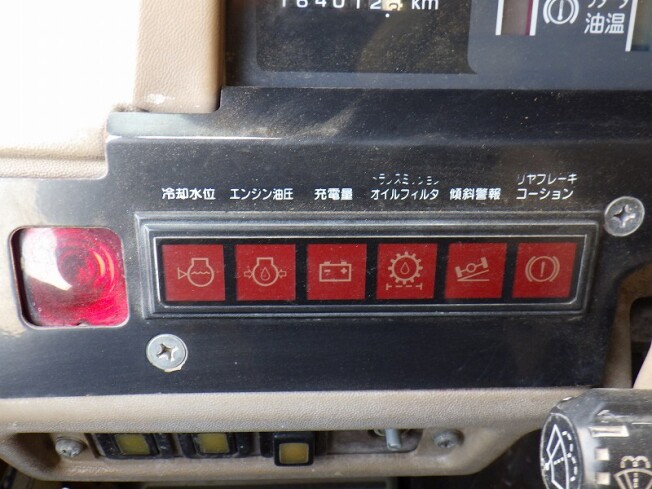 km
油温
冷却水位 エンジン油圧 充電量 トランスミッション オイルフィルタ 傾斜警報 リヤブレーキ コーション